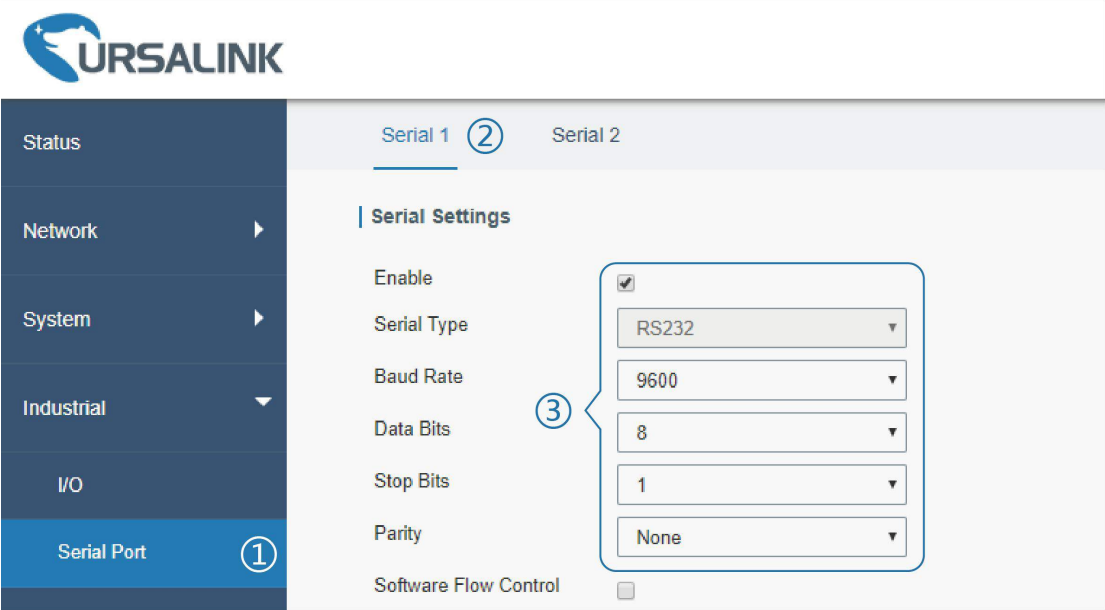 URSALINK
Status
Network
System
Industrial
I/O
Serial Port ①
Serial 1 ② Serial 2
Serial Settings
Enable
Serial Type RS232
Baud Rate 9600
③
Data Bits 8
Stop Bits 1
Parity None
Software Flow Control